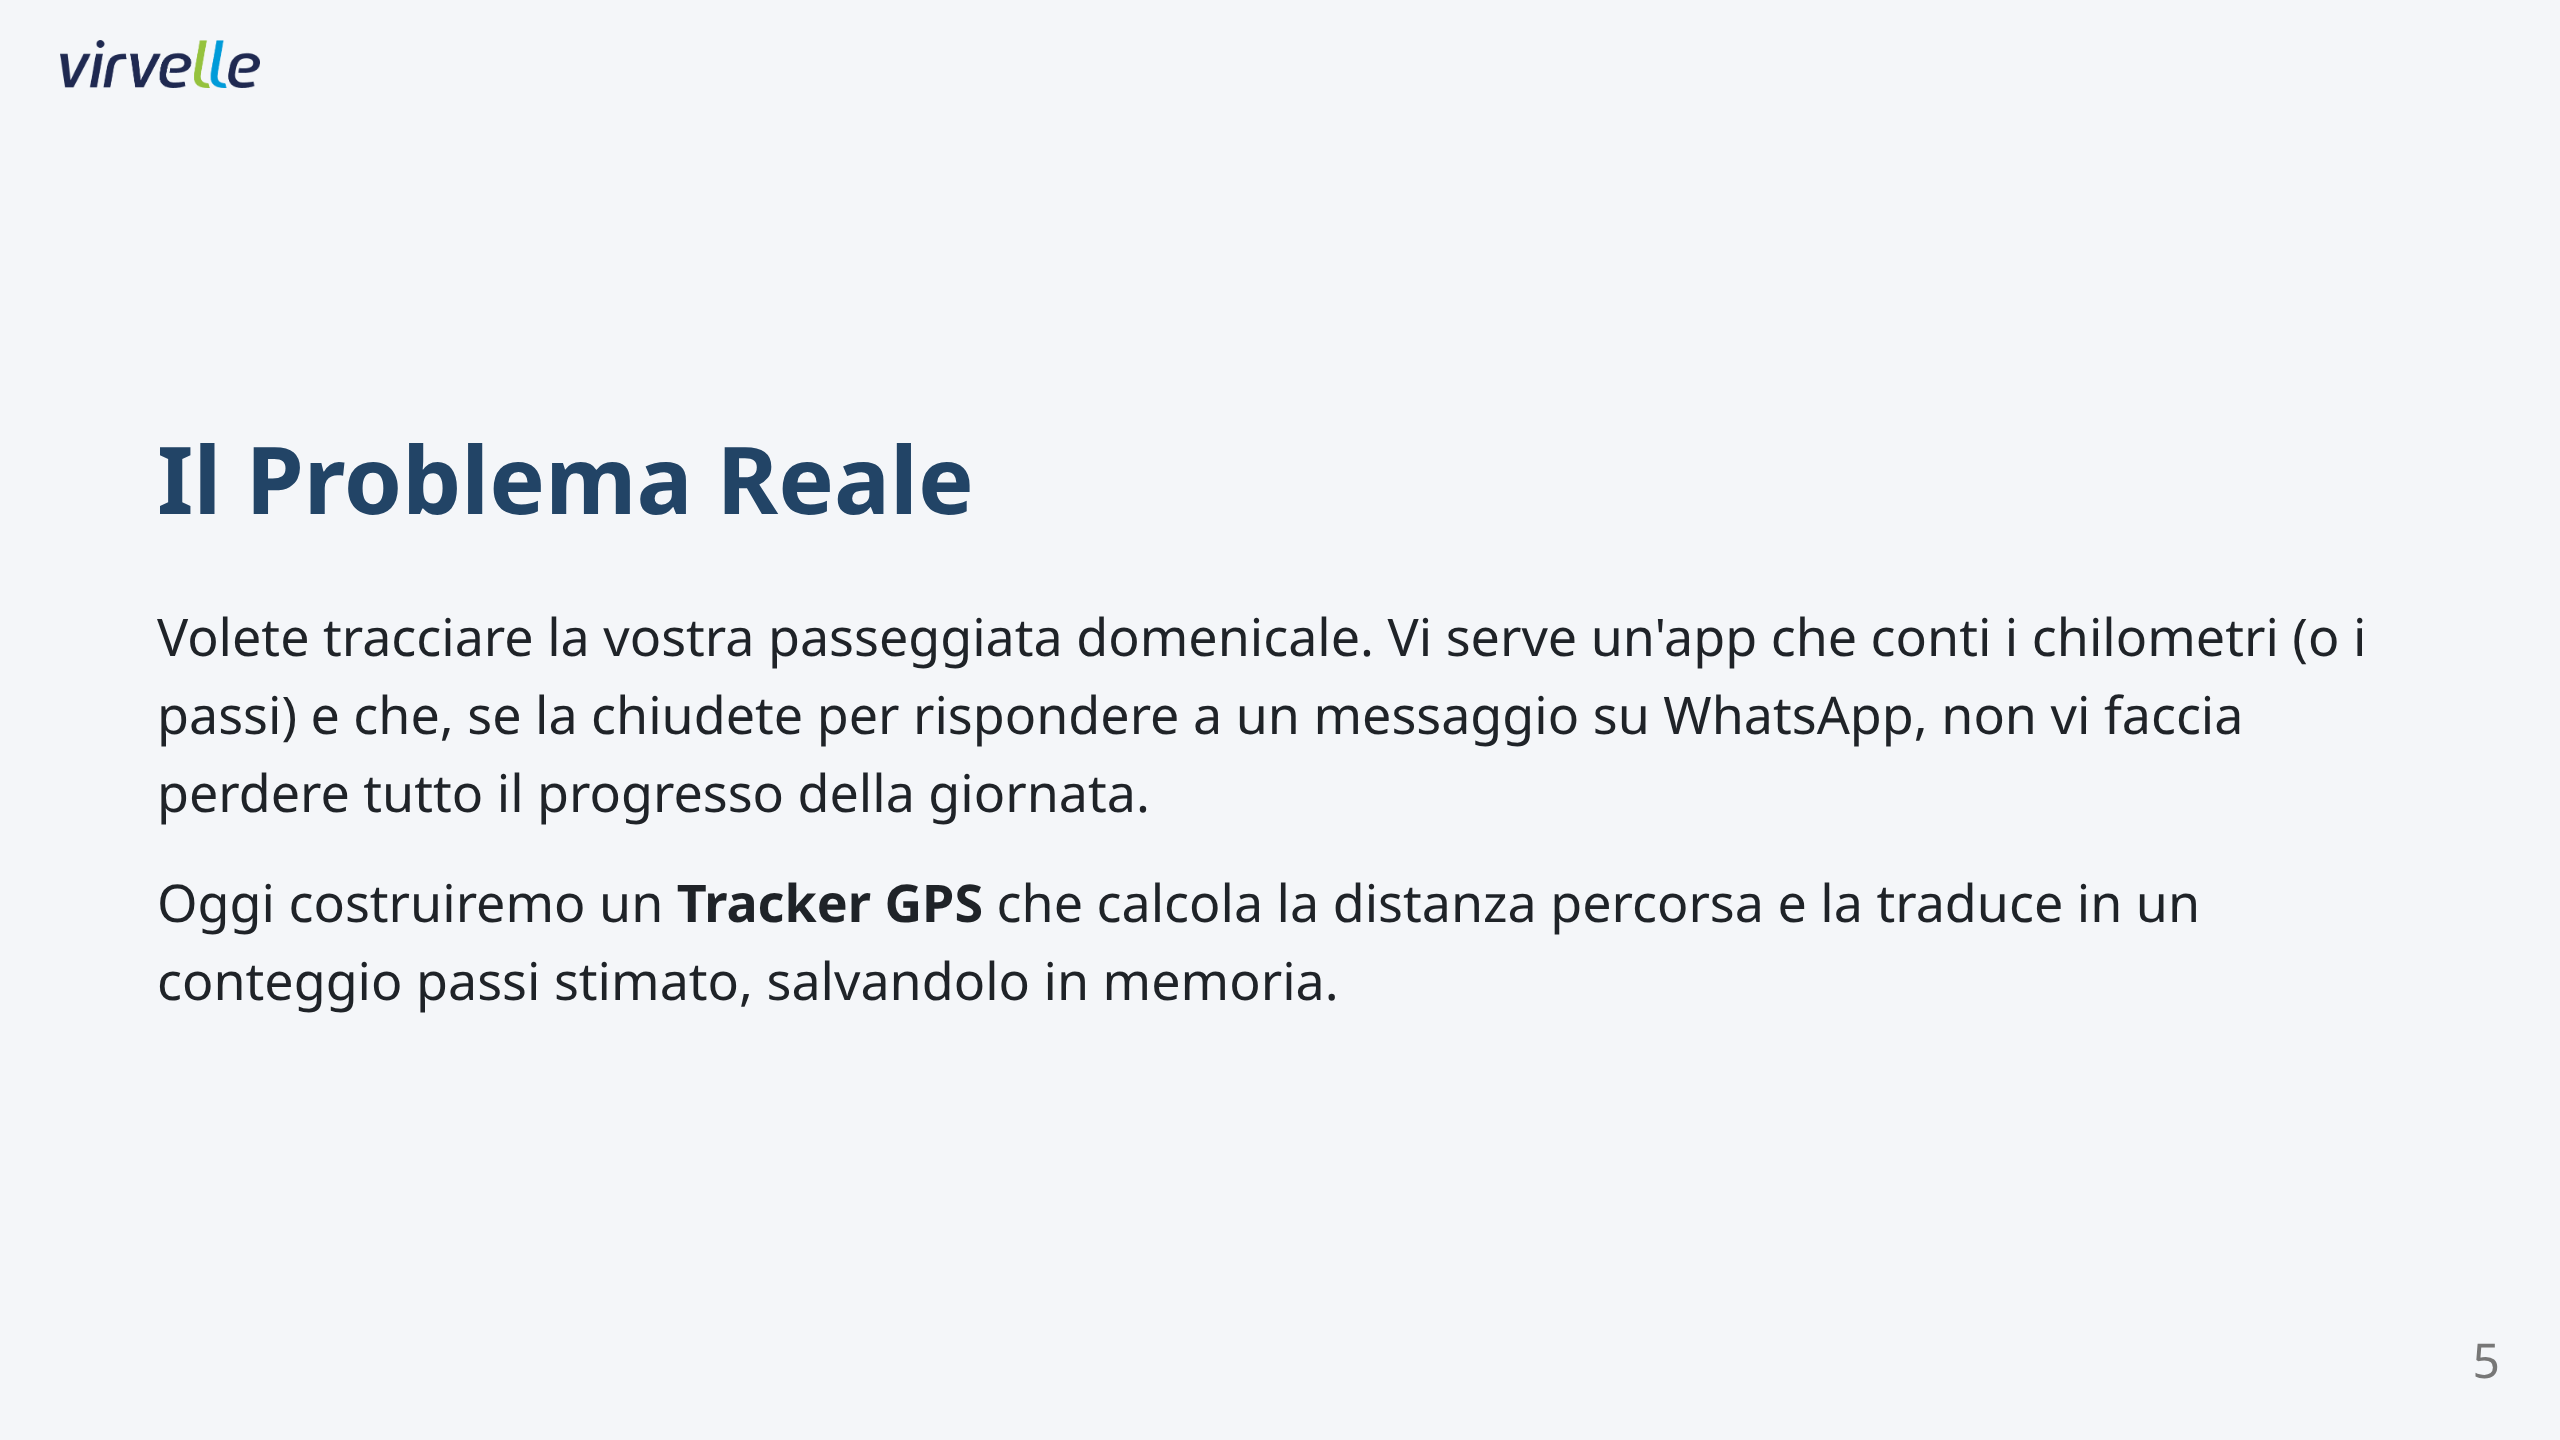 virvelle
Il Problema Reale
Volete tracciare la vostra passeggiata domenicale. Vi serve un'app che conti i chilometri (o i
passi) e che, se la chiudete per rispondere a un messaggio su WhatsApp, non vi faccia
perdere tutto il progresso della giornata.
Oggi costruiremo un Tracker GPS che calcola la distanza percorsa e la traduce in un
conteggio passi stimato, salvandolo in memoria.
5